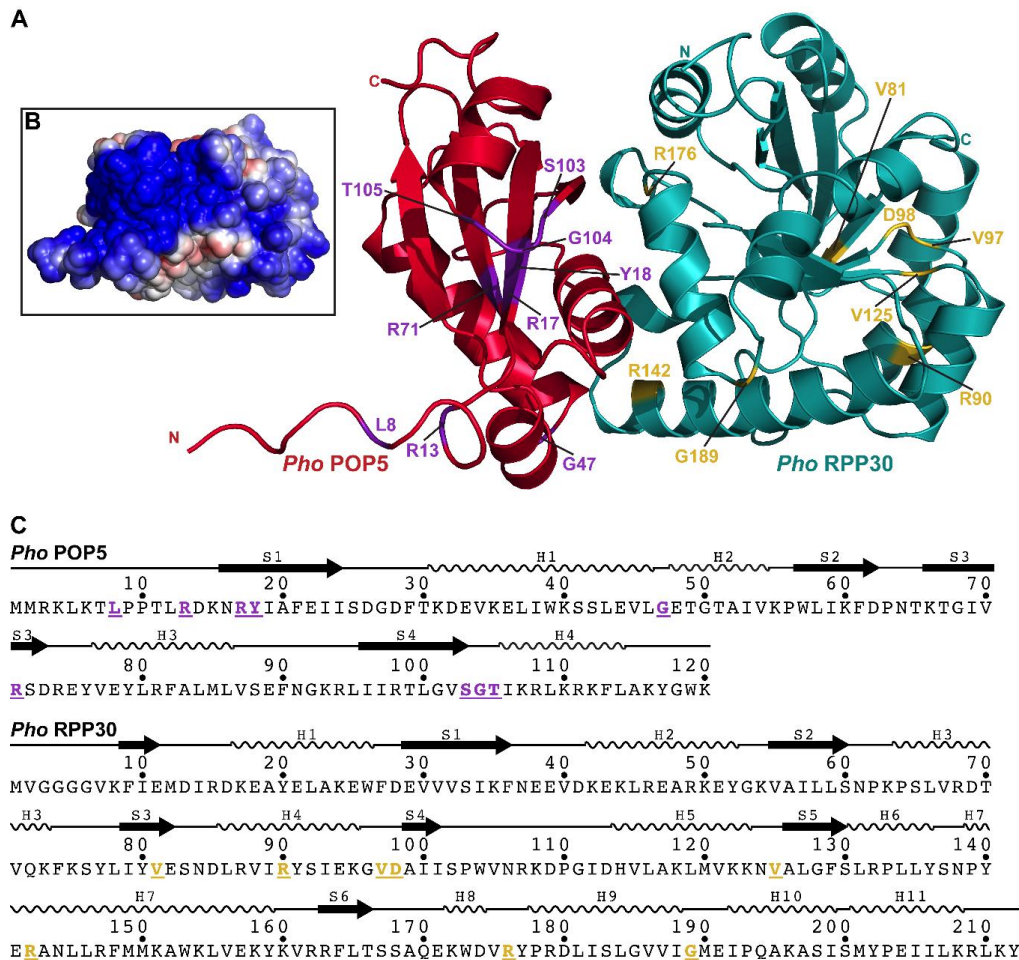 A
B
N
C
V81
R176
C
S103
T105
D98
G104
V97
Y18
V125
R71
R17
R142
R90
L8
N
R13
G189
G47
Pho POP5
Pho RPP30
C
Pho POP5
S1 H1 H2 S2 S3
10 20 30 40 50 60 70
MMRKLKTLPPTLRDKNRYIAFEIISDGDFTKDEVKELIWKSSLEVLGETGTAIVKPWLIKFDPNTKTGIV
S3 H3 S4 H4
80 90 100 110 120
RSDREYVEYLRFALMLVSEFNGKRLIIRTLGVSGTIKRLKRKFLAKYGWK
Pho RPP30
H1 S1 H2 S2 H3
10 20 30 40 50 60 70
MVGGGGVKFIEMDIRDKEAYELAKEWFDEVVVSIKFNEEVDKEKLREARKEYGKVAILLSNPKPSLVRDT
H3 S3 H4 S4 H5 S5 H6 H7
80 90 100 110 120 130 140
VQKFKSYLIYVESNDLRVIRYSIEKGVDAIISPWVNRKDPGIDHVLAKLMVKKNVALGFSLRPLLYSNPY
H7 S6 H8 H9 H10 H11
150 160 170 180 190 200 210
ERANLLRFMMKAWKLVEKYKVRRFLTSSAQEKWDVRYPRDLISLGVVIGMEIPQAKASISMYPEIILKRLKY